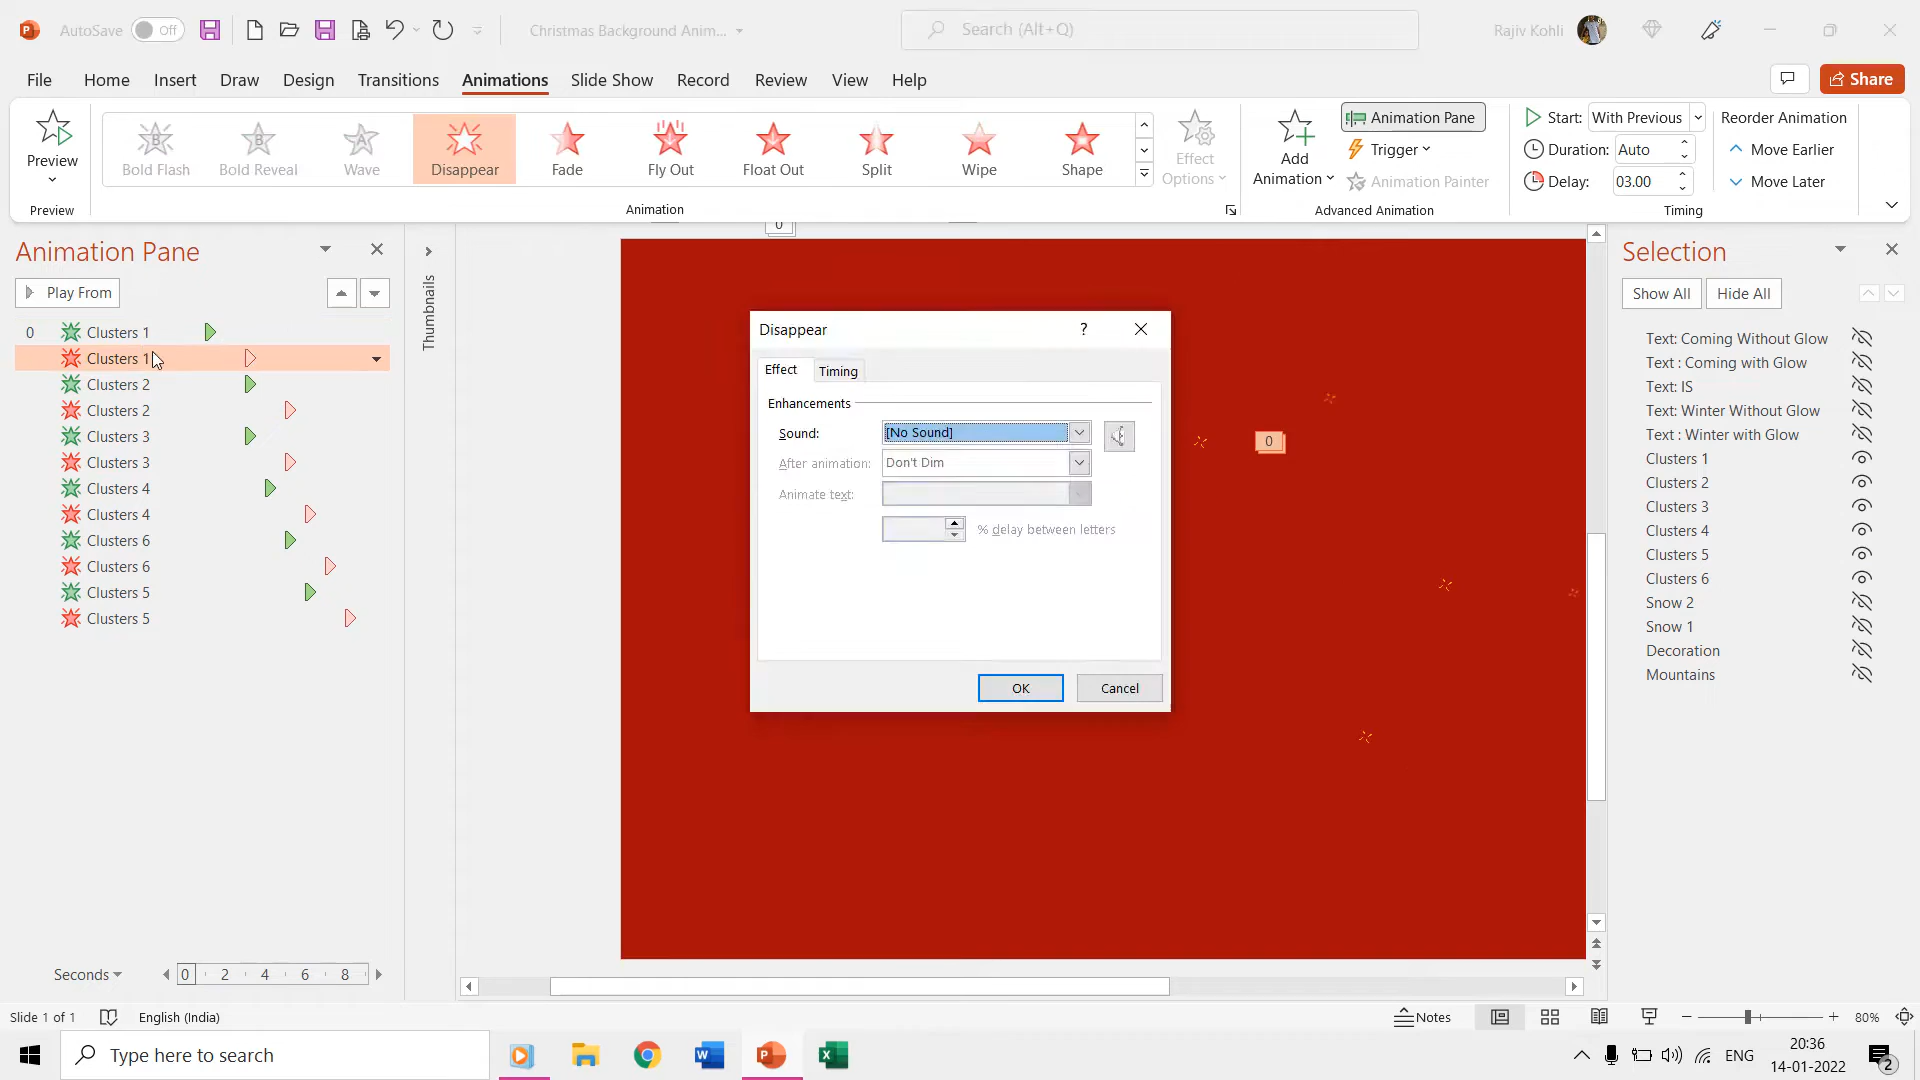 AutoSave Off Christmas Background Anim... Search (Alt+Q) Rajiv Kohli
File Home Insert Draw Design Transitions Animations Slide Show Record Review View Help Share
Preview
Bold Flash Bold Reveal Wave Disappear Fade Fly Out Float Out Split Wipe Shape
Effect Options
Add Animation
Animation Pane
Trigger
Animation Painter
Start: With Previous
Duration: Auto
Delay: 03.00
Reorder Animation
Move Earlier
Move Later
Preview Animation Advanced Animation Timing
Animation Pane
Play From
0 Clusters 1
Clusters 1
Clusters 2
Clusters 2
Clusters 3
Clusters 3
Clusters 4
Clusters 4
Clusters 6
Clusters 6
Clusters 5
Clusters 5
Seconds 0 2 4 6 8
Thumbnails
0
0
Disappear ?
Effect Timing
Enhancements
Sound: [No Sound]
After animation: Don't Dim
Animate text:
% delay between letters
OK Cancel
Selection
Show All Hide All
Text: Coming Without Glow
Text : Coming with Glow
Text: IS
Text: Winter Without Glow
Text : Winter with Glow
Clusters 1
Clusters 2
Clusters 3
Clusters 4
Clusters 5
Clusters 6
Snow 2
Snow 1
Decoration
Mountains
Slide 1 of 1 English (India) Notes 80%
Type here to search
ENG
20:36
14-01-2022
2